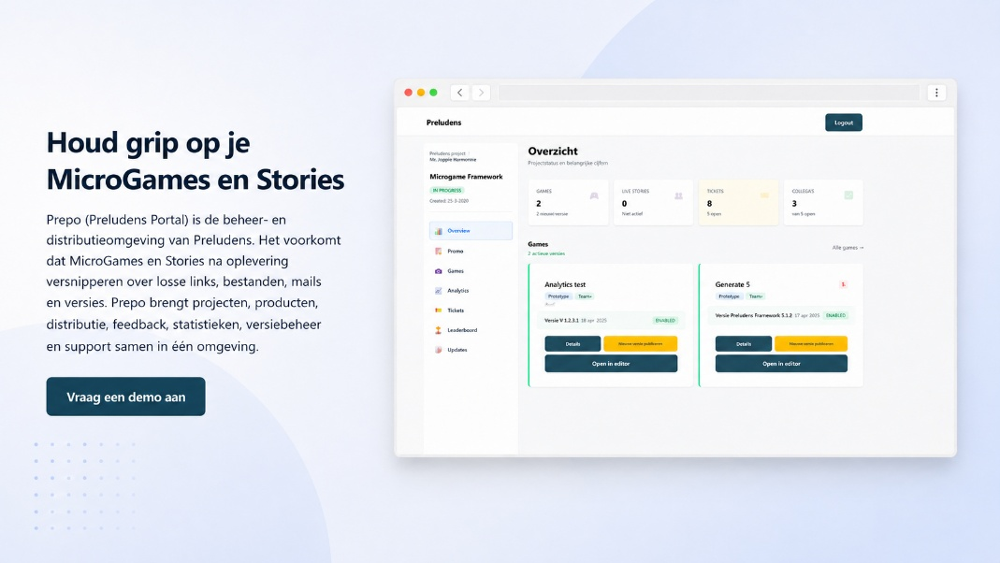 Houd grip op je
MicroGames en Stories
Prepo (Preludens Portal) is de beheer- en
distributieomgeving van Preludens. Het voorkomt
dat MicroGames en Stories na oplevering
versnipperen over losse links, bestanden, mails
en versies. Prepo brengt projecten, producten,
distributie, feedback, statistieken, versiebeheer
en support samen in één omgeving.
Vraag een demo aan
Preludens
Logout
Preludens project
Mr. Joppie Harmonnie
Microgame Framework
IN PROGRESS
Created: 25-3-2020
Overview
Promo
Games
Analytics
Tickets
Leaderboard
Updates
Overzicht
Projectstatus en belangrijke cijfers
GAMES
2
LIVE STORIES
0
Niet actief
TICKETS
8
5 open
COLLEGA'S
3
van 5 open
Games
2 actieve versies
Alle games →
Analytics test
Prototype Team+
Versie V 1.2.3.1 18 apr 2025 ENABLED
Details
Nieuwe versie publiceren
Open in editor
Generate 5
Prototype Team+
Versie Preludens Framework 5.1.2 17 apr 2025 ENABLED
Details
Nieuwe versie publiceren
Open in editor